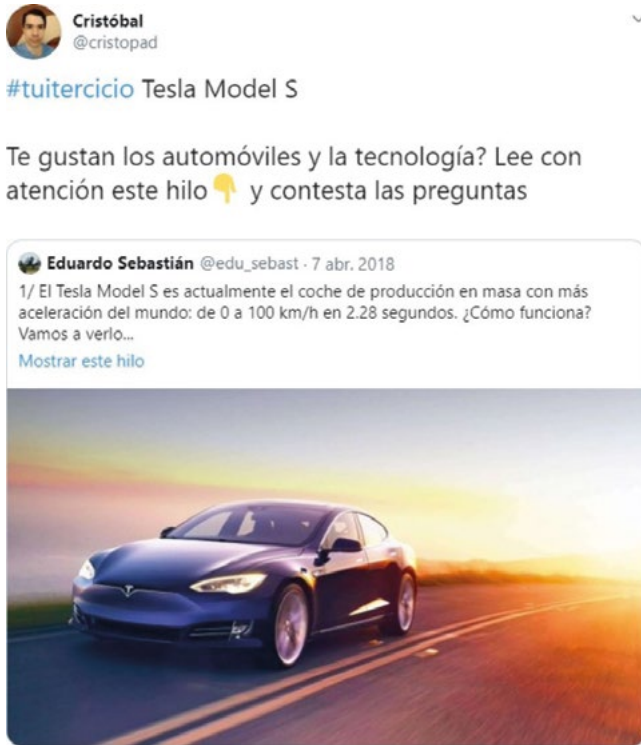 Cristóbal
@cristopad
#tuitercicio Tesla Model S
Te gustan los automóviles y la tecnología? Lee con
atención este hilo👇 y contesta las preguntas
Eduardo Sebastián @edu_sebast · 7 abr. 2018
1/ El Tesla Model S es actualmente el coche de producción en masa con más
aceleración del mundo: de 0 a 100 km/h en 2.28 segundos. ¿Cómo funciona?
Vamos a verlo...
Mostrar este hilo